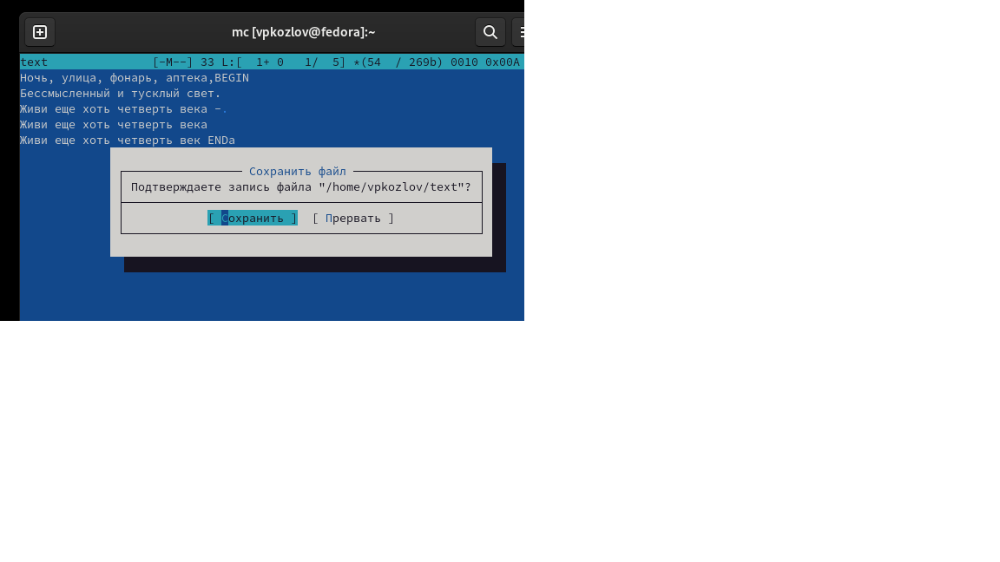 mc [vpkozlov@fedora]:~
text [-M--] 33 L:[ 1+ 0 1/ 5] *(54 / 269b) 0010 0x00A
Ночь, улица, фонарь, аптека,BEGIN
Бессмысленный и тусклый свет.
Живи еще хоть четверть века -.
Живи еще хоть четверть века
Живи еще хоть четверть век ENDа
Сохранить файл
Подтверждаете запись файла "/home/vpkozlov/text"?
[ Сохранить ] [ Прервать ]